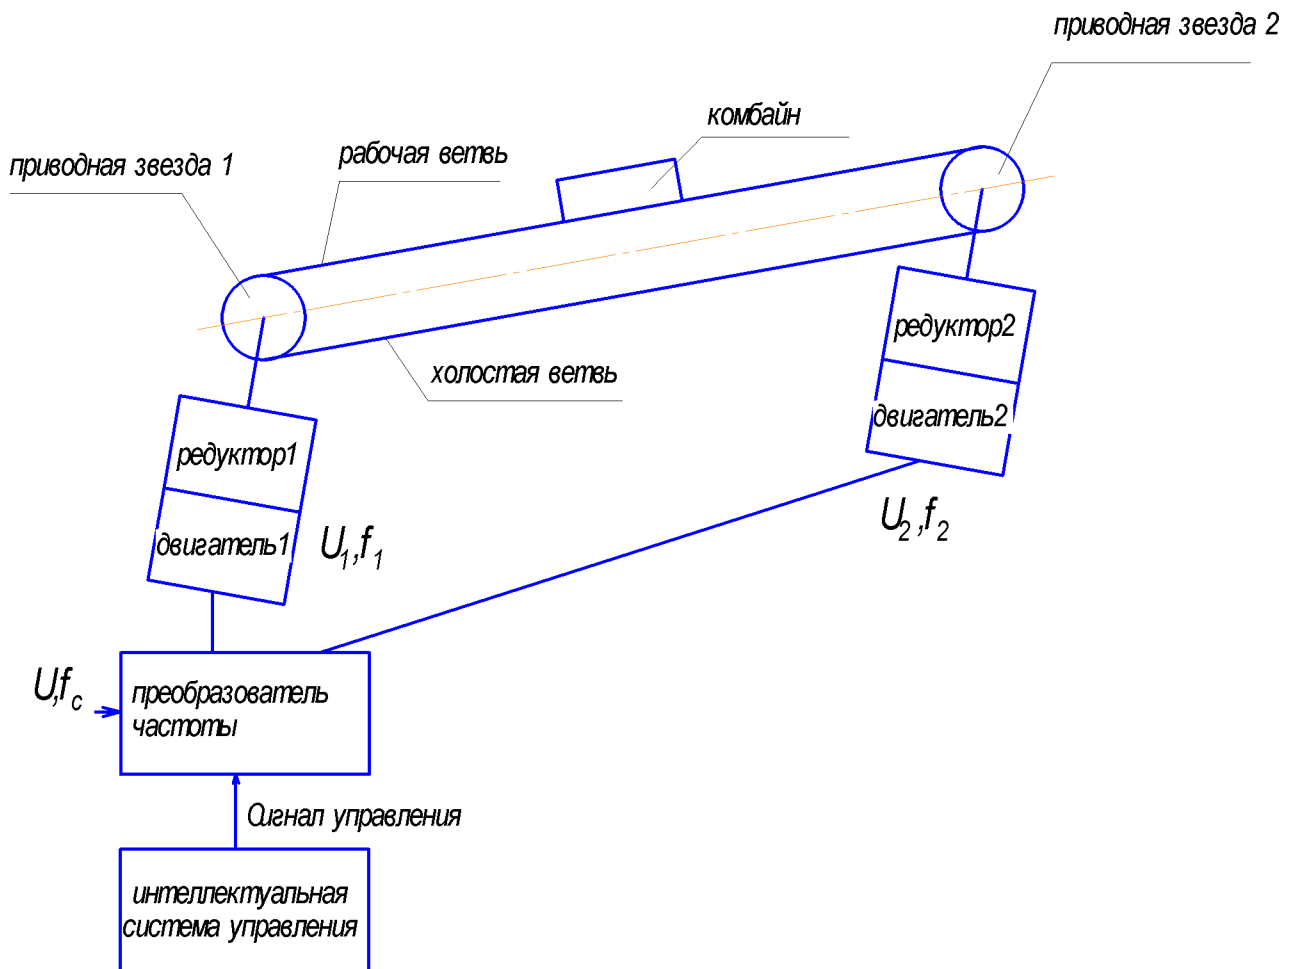 приводная звезда 2
комбайн
рабочая ветвь
приводная звезда 1
редуктор2
холостая ветвь
двигатель2
редуктор1
U2,f2
двигатель1
U1,f1
U,fc
преобразователь
частоты
Сигнал управления
интеллектуальная
система управления